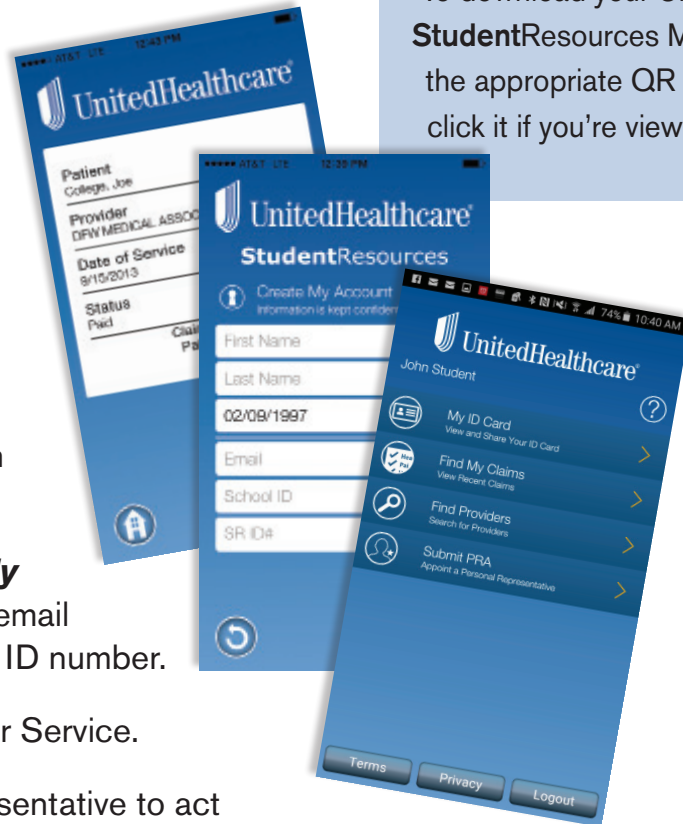 To download your
StudentResources
the appropriate QR
click it if you're view
AT&T LTE 12:43 PM
UnitedHealthcare®
Patient
College, Joe
Provider
DFW MEDICAL ASSOC
Date of Service
9/15/2013
Status
Paid
AT&T LTE 12:39 PM
UnitedHealthcare®
StudentResources
Create My Account
Information is kept confiden
First Name
Last Name
02/09/1997
Email
School ID
SR ID#
74% 10:40 AM
UnitedHealthcare®
John Student
?
My ID Card
View and Share Your ID Card
Find My Claims
View Recent Claims
Find Providers
Search for Providers
Submit PRA
Appoint a Personal Representative
Terms
Privacy
Logout
email
ID number.
r Service.
sentative to act